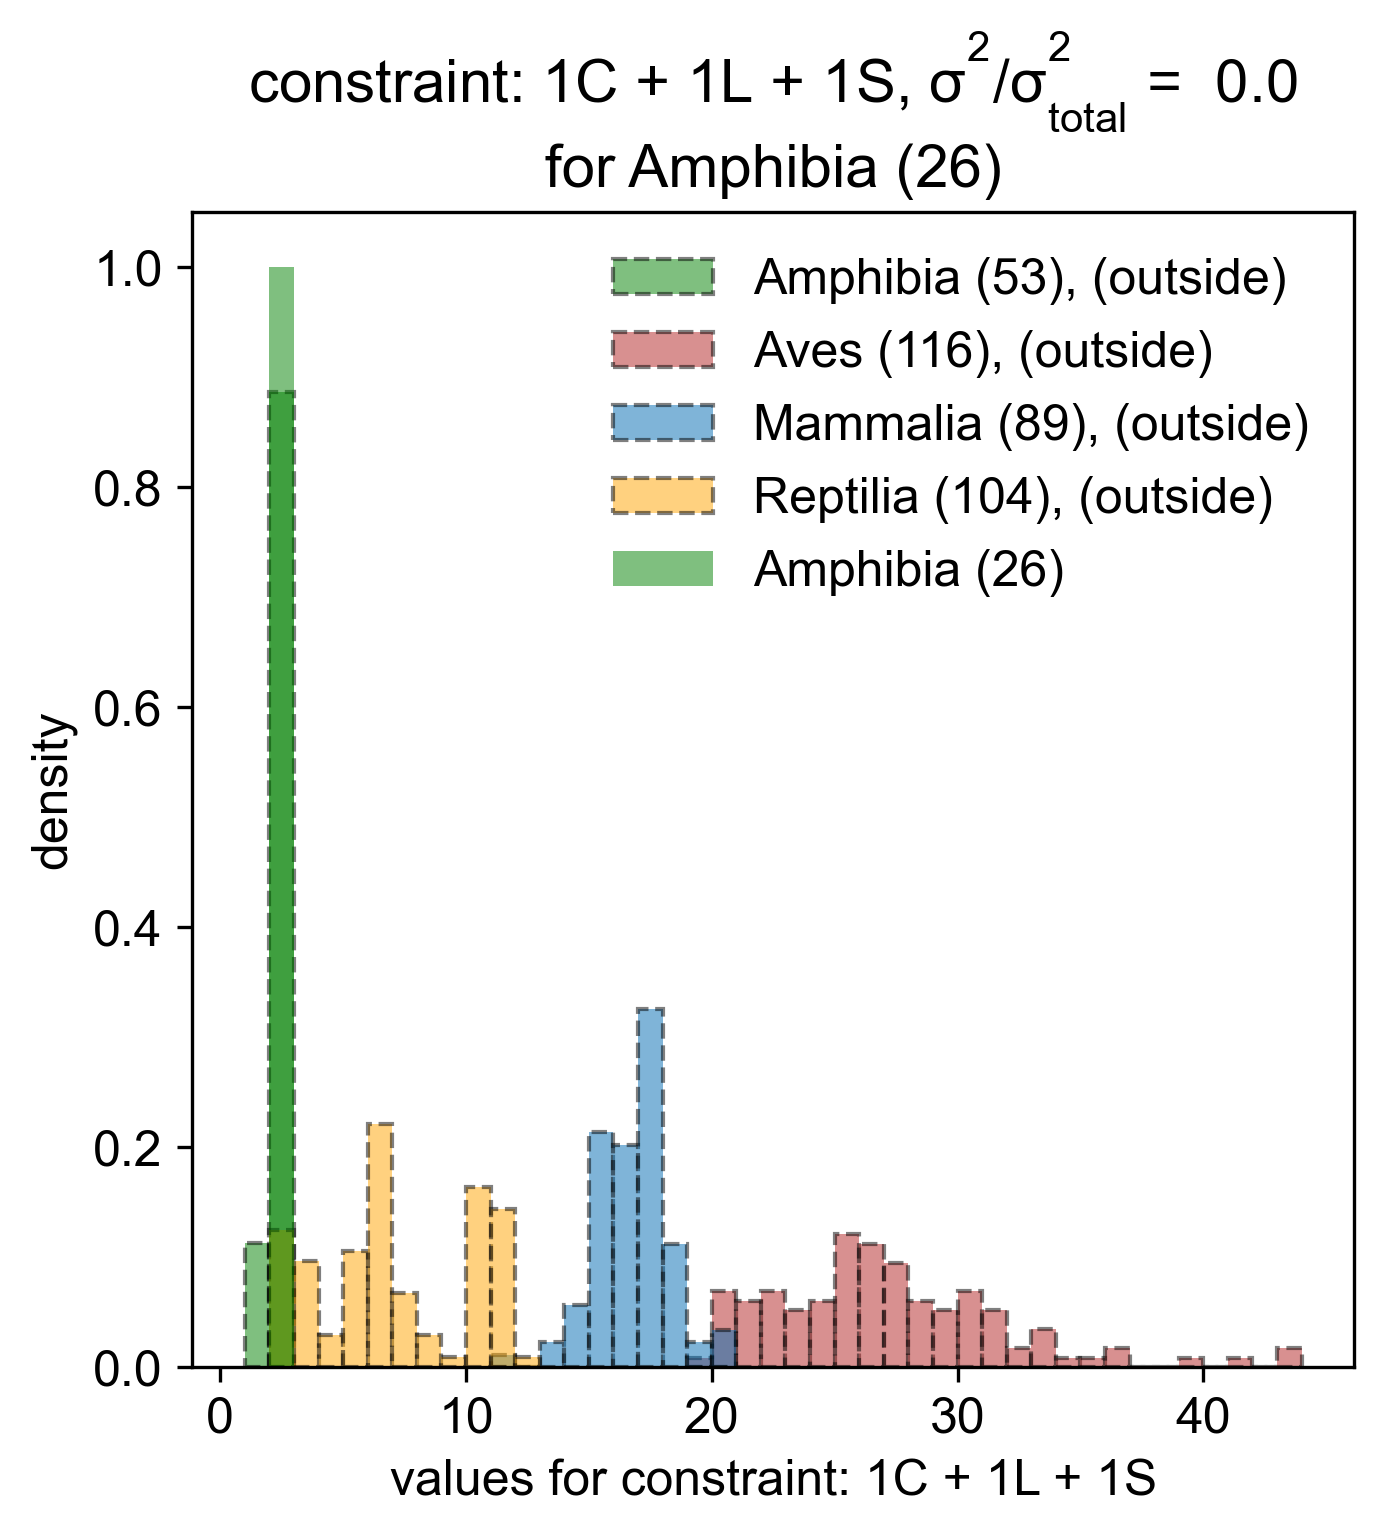 constraint: 1C + 1L + 1S, σ²/σ²total = 0.0
for Amphibia (26)
Amphibia (53), (outside)
Aves (116), (outside)
Mammalia (89), (outside)
Reptilia (104), (outside)
Amphibia (26)
density
1.0
0.8
0.6
0.4
0.2
0.0
0 10 20 30 40
values for constraint: 1C + 1L + 1S